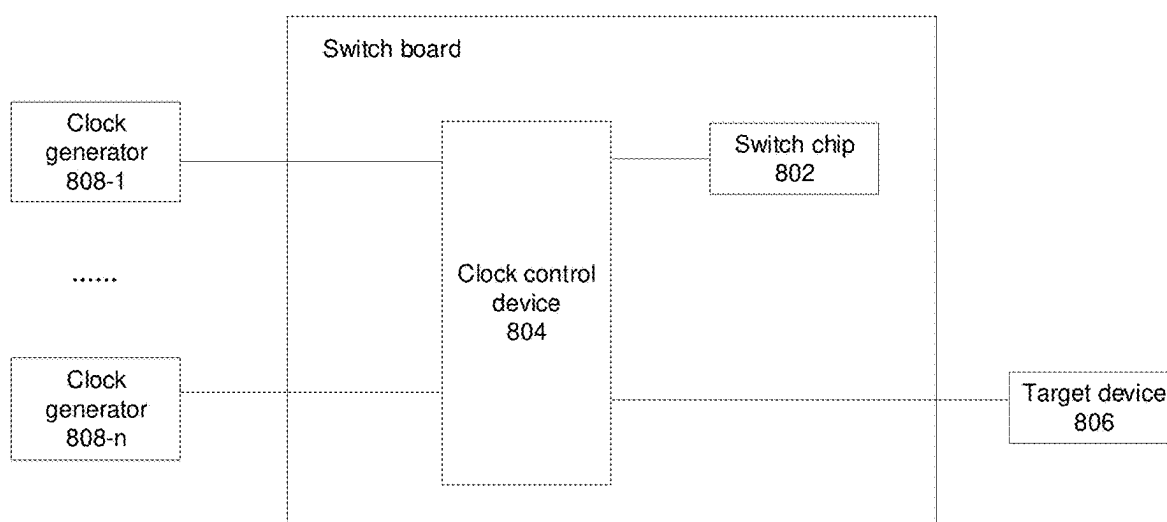 Switch board
Clock
generator
808-1
Switch chip
802
......
Clock control
device
804
Clock
generator
808-n
Target device
806